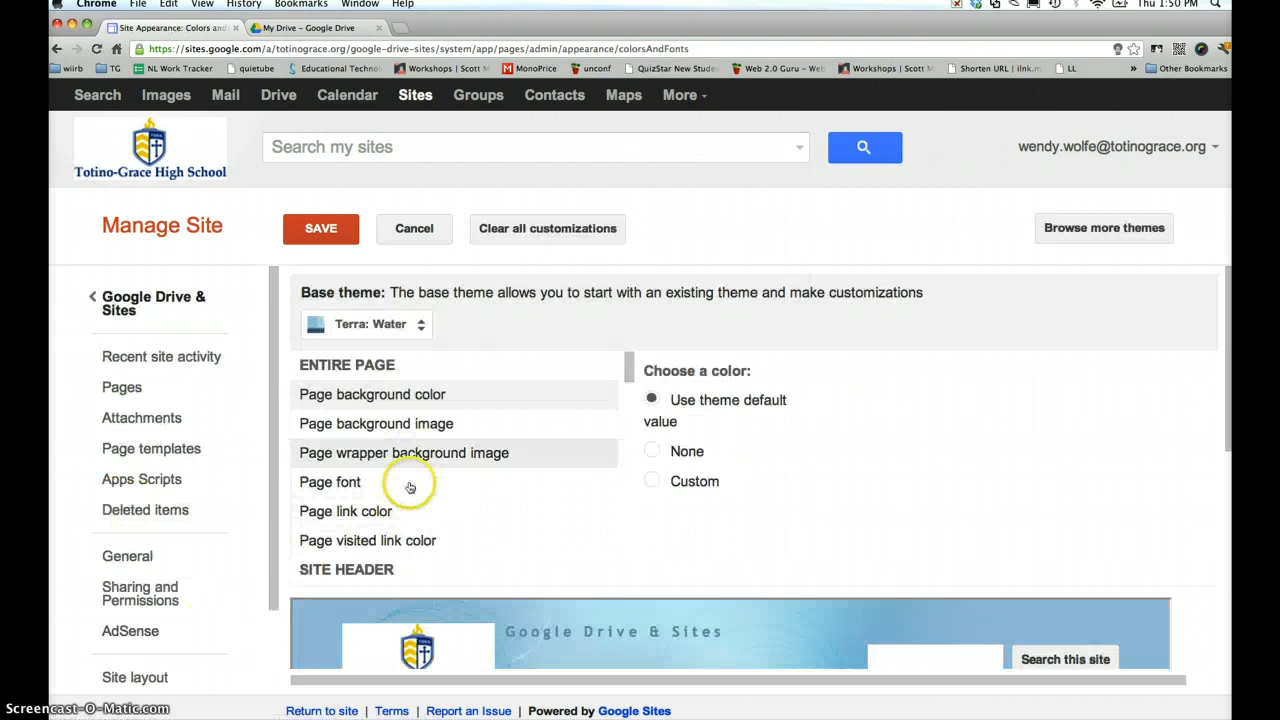 Chrome File Edit View History Bookmarks Window Help Thu 1:50 PM
Site Appearance: Colors and My Drive - Google Drive
https://sites.google.com/a/totinograce.org/google-drive-sites/system/app/pages/admin/appearance/colorsAndFonts
wiirb TG NL Work Tracker quietube Educational Techno Workshops | Scott M MonoPrice unconf QuizStar New Stude Web 2.0 Guru – Web Workshops | Scott M Shorten URL | ilnk.m LL » Other Bookmarks
Search Images Mail Drive Calendar Sites Groups Contacts Maps More
Totino-Grace High School
Search my sites
wendy.wolfe@totinograce.org
Manage Site
SAVE Cancel Clear all customizations Browse more themes
Google Drive &
Sites
Recent site activity
Pages
Attachments
Page templates
Apps Scripts
Deleted items
General
Sharing and
Permissions
AdSense
Site layout
Base theme: The base theme allows you to start with an existing theme and make customizations
Terra: Water
ENTIRE PAGE
Page background color
Page background image
Page wrapper background image
Page font
Page link color
Page visited link color
SITE HEADER
Choose a color:
Use theme default
value
None
Custom
Google Drive & Sites
Search this site
Return to site | Terms | Report an Issue | Powered by Google Sites
Screencast-O-Matic.com